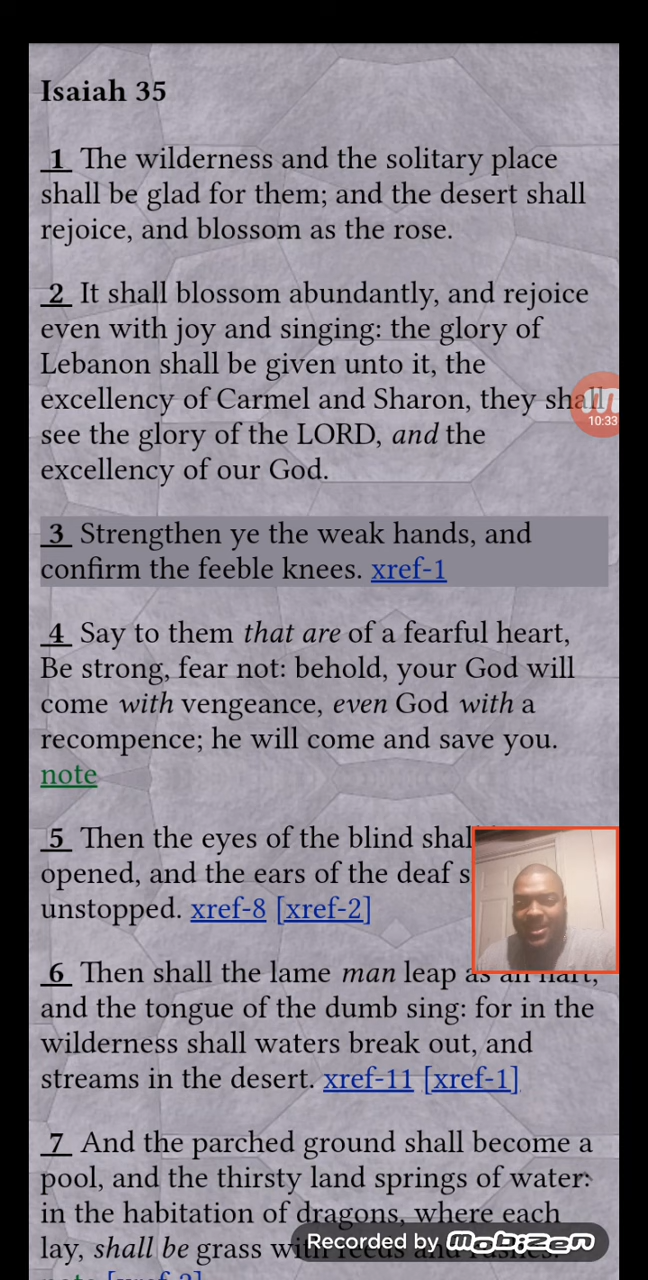 Isaiah 35
1 The wilderness and the solitary place
shall be glad for them; and the desert shall
rejoice, and blossom as the rose.
2 It shall blossom abundantly, and rejoice
even with joy and singing: the glory of
Lebanon shall be given unto it, the
excellency of Carmel and Sharon, they shall
10:33
see the glory of the LORD, and the
excellency of our God.
3 Strengthen ye the weak hands, and
confirm the feeble knees. xref-1
4 Say to them that are of a fearful heart,
Be strong, fear not: behold, your God will
come with vengeance, even God with a
recompence; he will come and save you.
note
5 Then the eyes of the blind shal
opened, and the ears of the deaf s
unstopped. xref-8 [xref-2]
6 Then shall the lame man leap as an hart,
and the tongue of the dumb sing: for in the
wilderness shall waters break out, and
streams in the desert. xref-11 [xref-1]
7 And the parched ground shall become a
pool, and the thirsty land springs of water:
in the habitation of dragons, where each
lay, shall be grass with reeds and rushes.
Recorded by mobizen
note [xref-2]